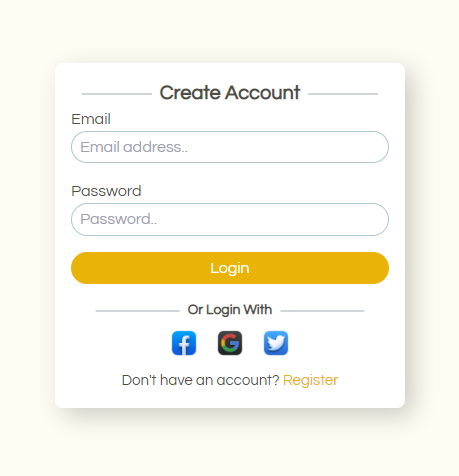 Create Account
Email
Email address..
Password
Password..
Login
Or Login With
Don't have an account? Register